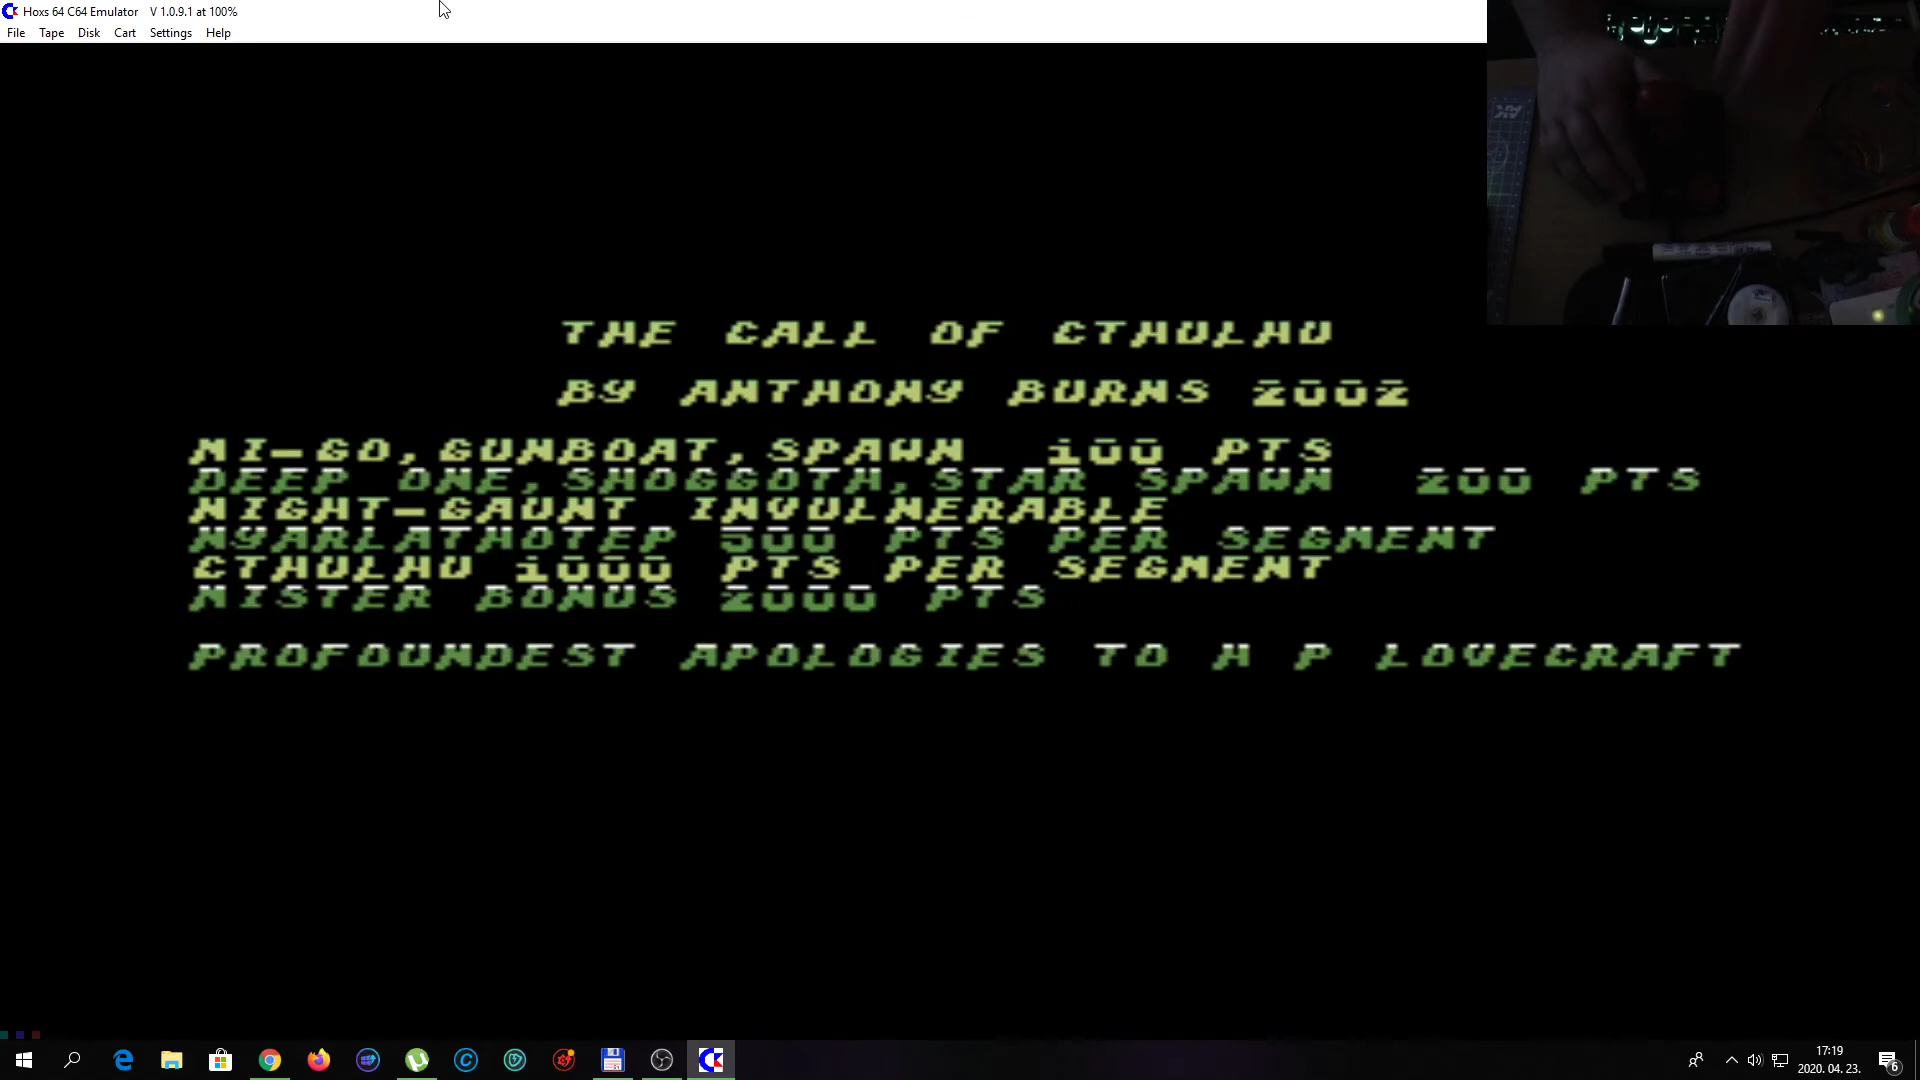 Hoxs 64 C64 Emulator V 1.0.9.1 at 100%
File Tape Disk Cart Settings Help
AK
THE CALL OF CTHULHU
BY ANTHONY BURNS 2002
MI-GO,GUNBOAT,SPAWN 100 PTS
DEEP ONE,SHOGGOTH,STAR SPAWN 200 PTS
NIGHT-GAUNT INVULNERABLE
NYARLATHOTEP 500 PTS PER SEGMENT
CTHULHU 1000 PTS PER SEGMENT
MISTER BONUS 2000 PTS
PROFOUNDEST APOLOGIES TO H P LOVECRAFT
17:19
2020. 04. 23.
6